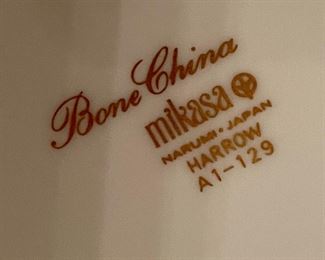 Bone China
mikasa
NARUMI・JAPAN
HARROW
A1-129